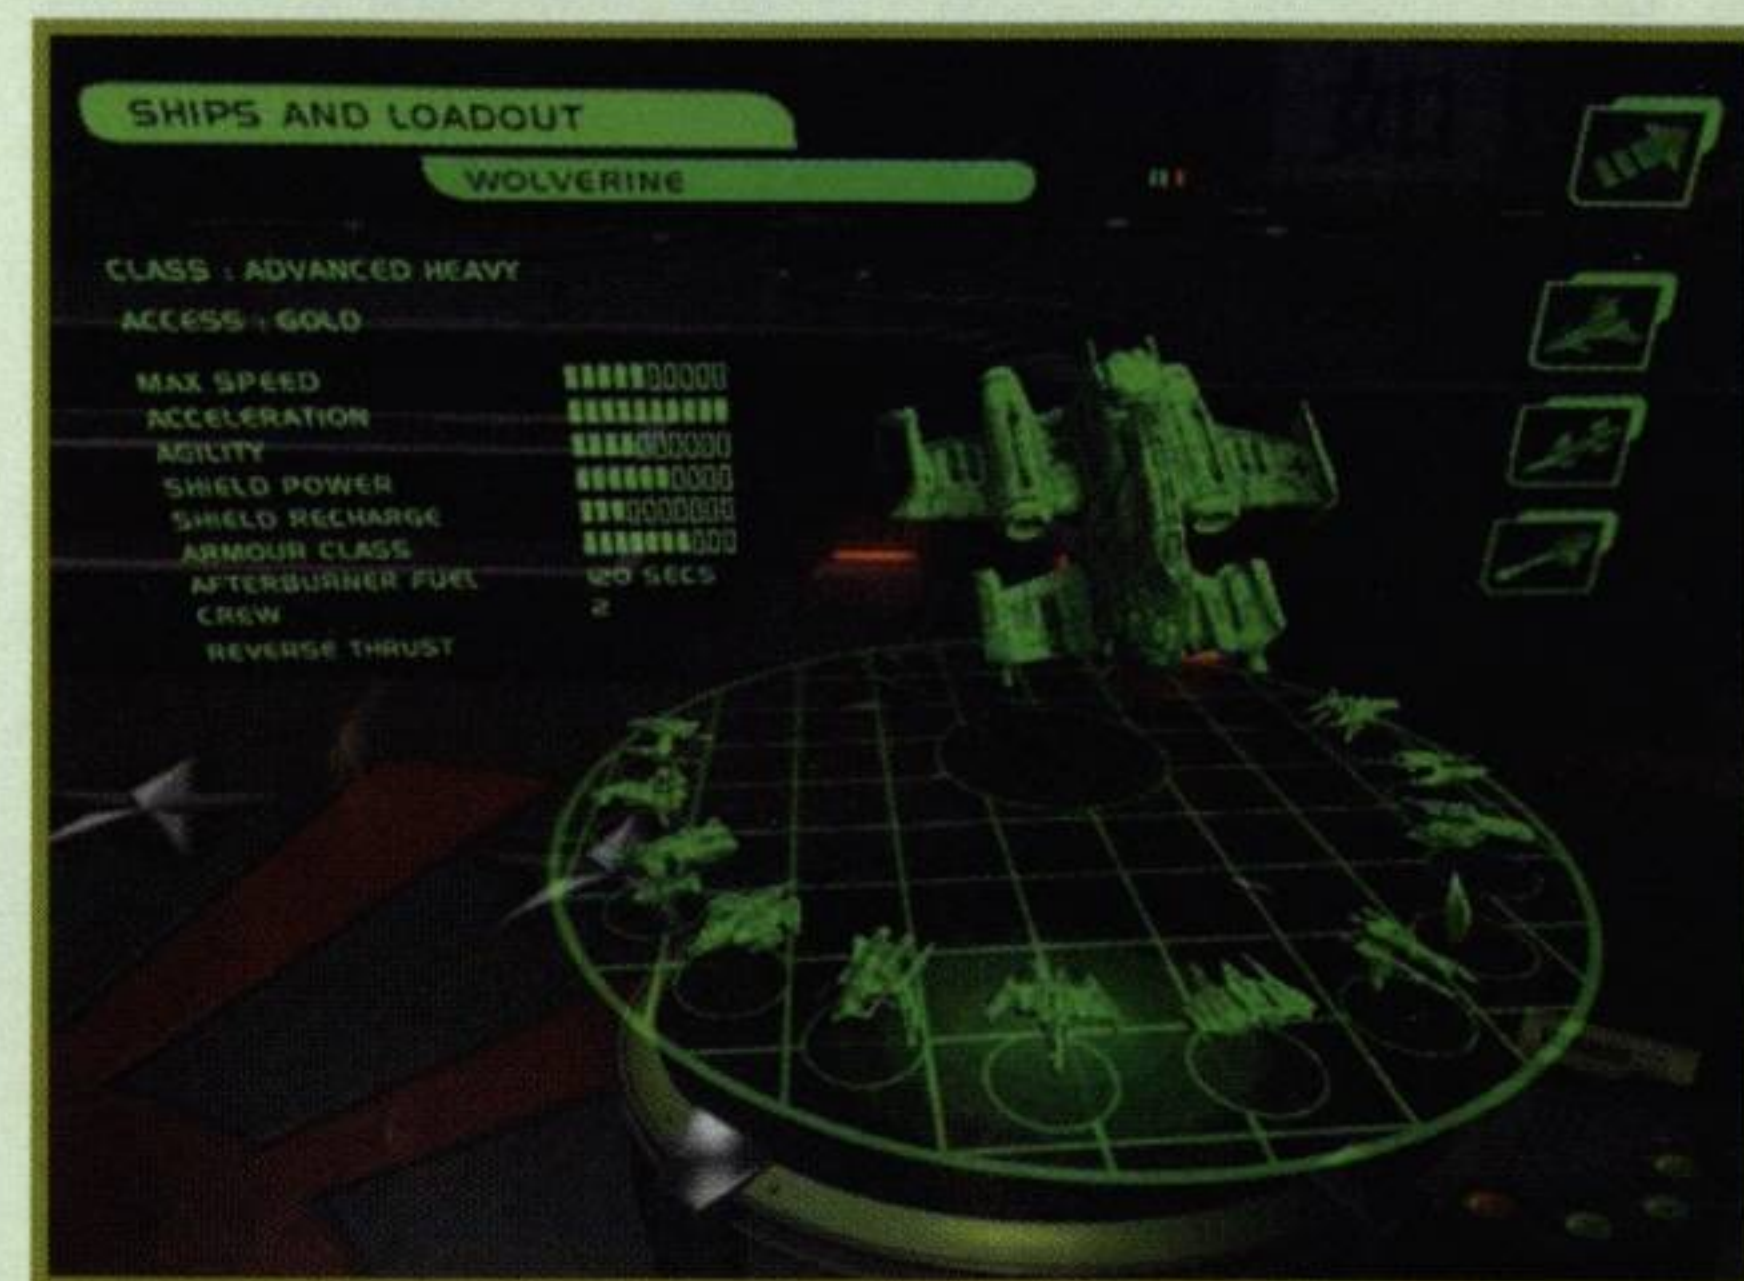 SHIPS AND LOADOUT
WOLVERINE
CLASS : ADVANCED HEAVY
ACCESS : GOLD
MAX SPEED
ACCELERATION
AGILITY
SHIELD POWER
SHIELD RECHARGE
ARMOUR CLASS
AFTERBURNER FUEL 120 SECS
CREW 2
REVERSE THRUST